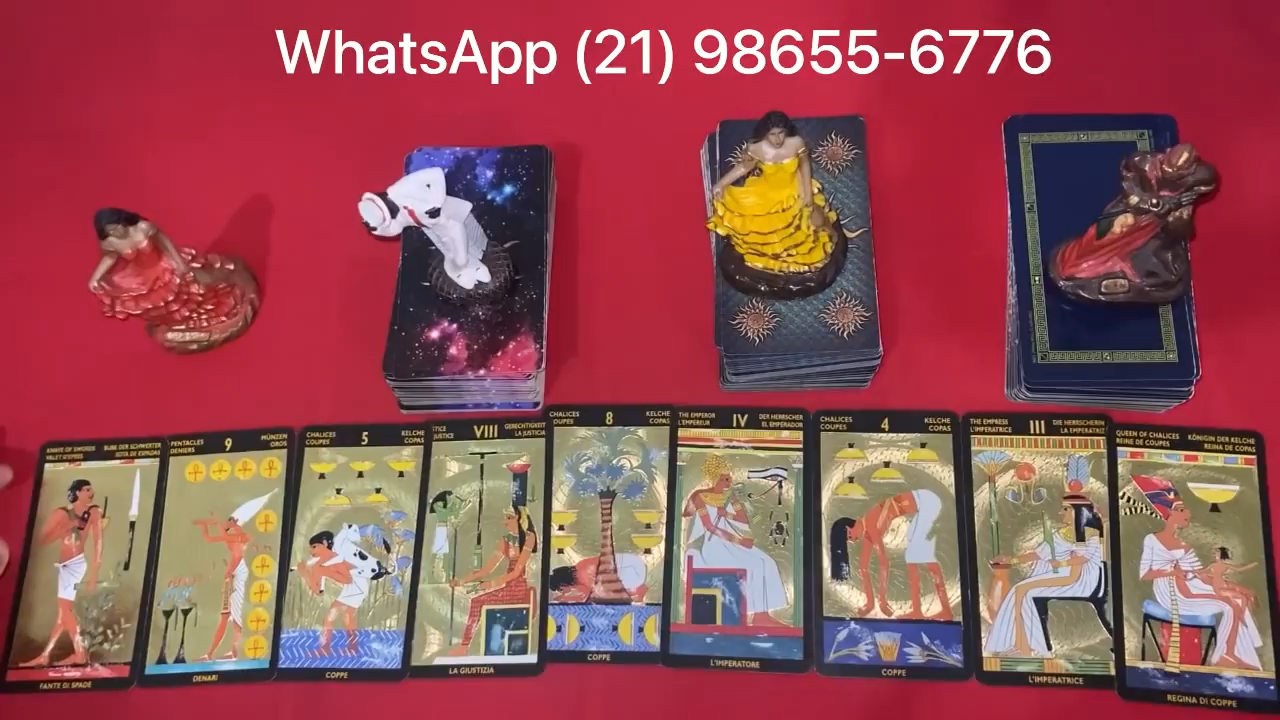 WhatsApp (21) 98655-6776
KNAVE OF SWORDS
BUBE DER SCHWERTER
VALET D'EPEES
SOTA DE ESPADAS
FANTE DI SPADE
PENTACLES
DENIERS
9
MÜNZEN
OROS
DENARI
CHALICES
COUPES
5
KELCHE
COPAS
COPPE
JUSTICE
VIII
GERECHTIGKEIT
LA JUSTICIA
LA GIUSTIZIA
CHALICES
COUPES
8
KELCHE
COPAS
COPPE
THE EMPEROR
L'EMPEREUR
IV
DER HERRSCHER
EL EMPERADOR
L'IMPERATORE
CHALICES
COUPES
4
KELCHE
COPAS
COPPE
THE EMPRESS
L'IMPERATRICE
III
DIE HERRSCHERIN
LA EMPERATRIZ
L'IMPERATRICE
QUEEN OF CHALICES
REINE DE COUPES
KÖNIGIN DER KELCHE
REINA DE COPAS
REGINA DI COPPE